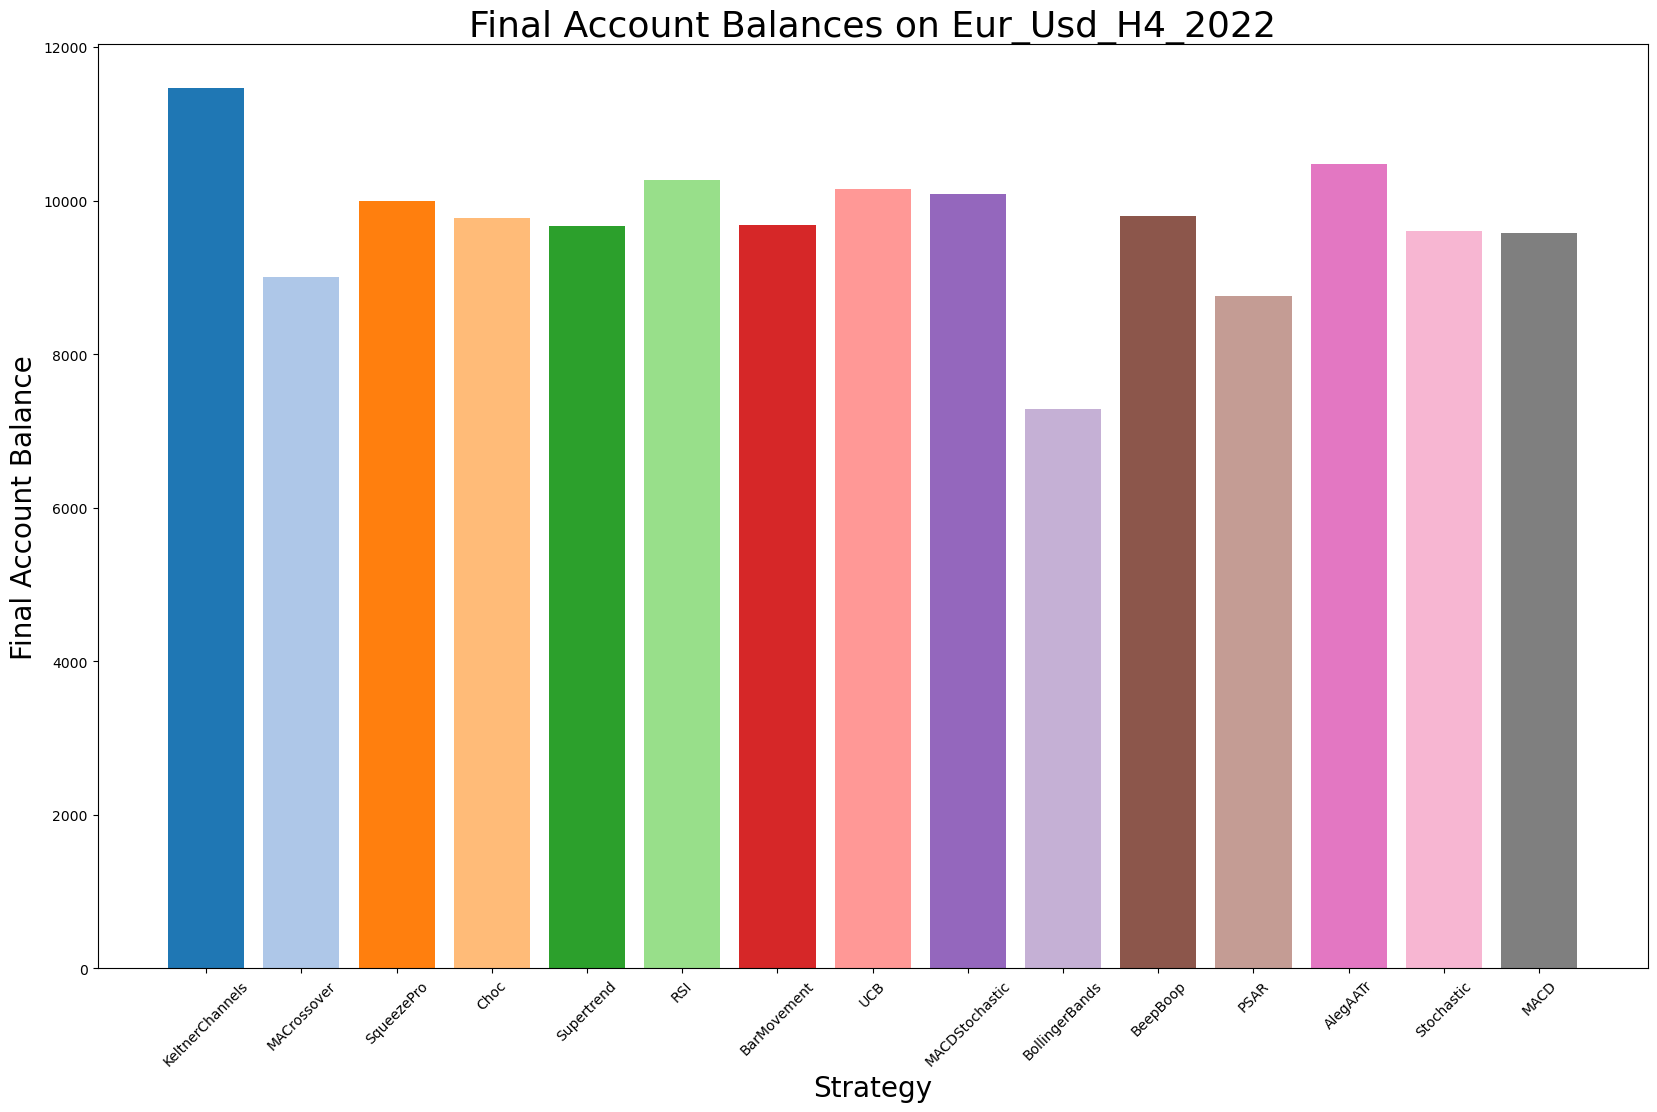 Final Account Balances on Eur_Usd_H4_2022
Final Account Balance
12000
10000
8000
6000
4000
2000
0
KeltnerChannels
MACrossover
SqueezePro
Choc
Supertrend
RSI
BarMovement
UCB
MACDStochastic
BollingerBands
BeepBoop
PSAR
AlegAATr
Stochastic
MACD
Strategy